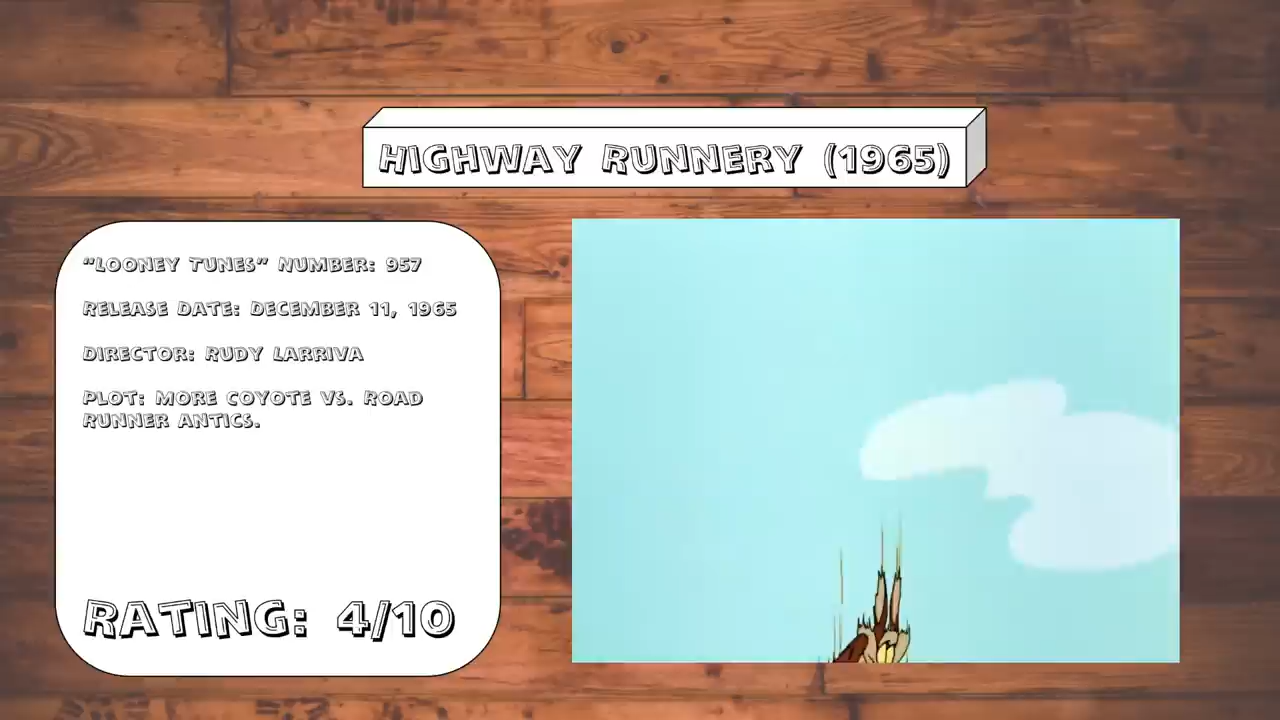 HIGHWAY RUNNERY (1965)
"LOONEY TUNES" NUMBER: 957
RELEASE DATE: DECEMBER 11, 1965
DIRECTOR: RUDY LARRIVA
PLOT: MORE COYOTE VS. ROAD
RUNNER ANTICS.
RATING: 4/10